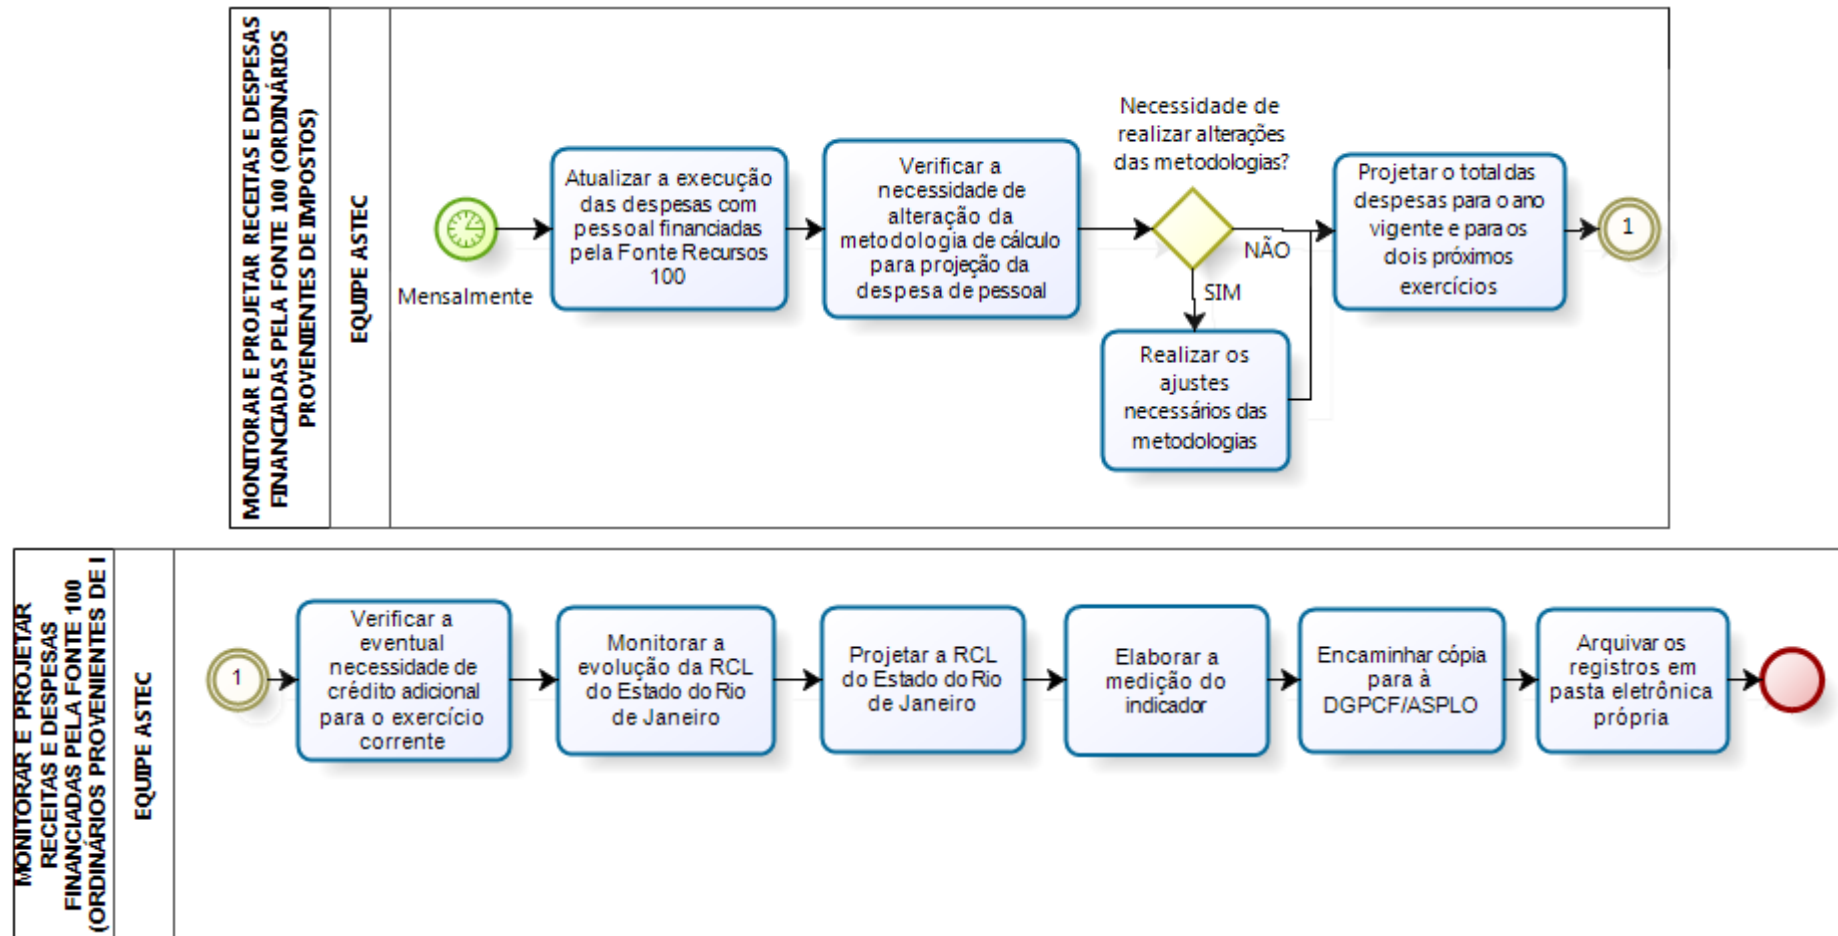 MONITORAR E PROJETAR RECEITAS E DESPESAS
FINANCIADAS PELA FONTE 100 (ORDINÁRIOS
PROVENIENTES DE IMPOSTOS)
EQUIPE ASTEC
Mensalmente
Atualizar a execução
das despesas com
pessoal financiadas
pela Fonte Recursos
100
Verificar a
necessidade de
alteração da
metodologia de cálculo
para projeção da
despesa de pessoal
Necessidade de
realizar alterações
das metodologias?
NÃO
SIM
Realizar os
ajustes
necessários das
metodologias
Projetar o total das
despesas para o ano
vigente e para os
dois próximos
exercícios
1
MONITORAR E PROJETAR
RECEITAS E DESPESAS
FINANCIADAS PELA FONTE 100
(ORDINÁRIOS PROVENIENTES DE I
EQUIPE ASTEC
1
Verificar a
eventual
necessidade de
crédito adicional
para o exercício
corrente
Monitorar a
evolução da RCL
do Estado do Rio
de Janeiro
Projetar a RCL
do Estado do Rio
de Janeiro
Elaborar a
medição do
indicador
Encaminhar cópia
para à
DGPCF/ASPLO
Arquivar os
registros em
pasta eletrônica
própria